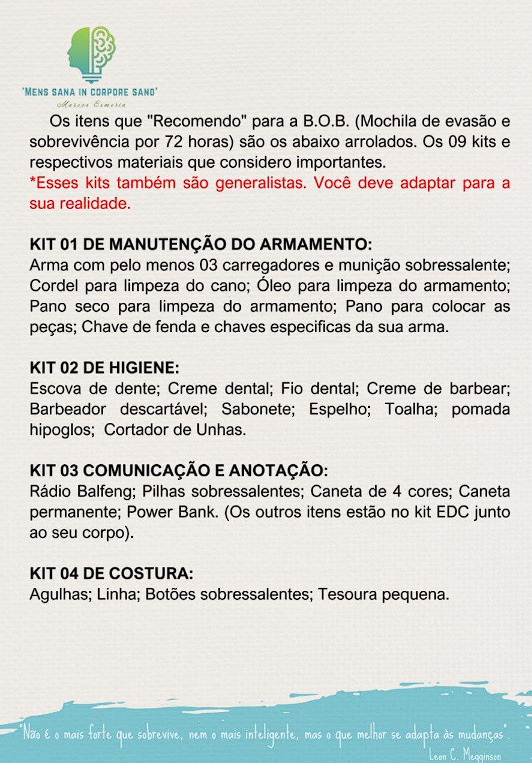 "MENS SANA IN CORPORE SANO"
Marcos Esmeria
Os itens que "Recomendo" para a B.O.B. (Mochila de evasão e
sobrevivência por 72 horas) são os abaixo arrolados. Os 09 kits e
respectivos materiais que considero importantes.
*Esses kits também são generalistas. Você deve adaptar para a
sua realidade.
KIT 01 DE MANUTENÇÃO DO ARMAMENTO:
Arma com pelo menos 03 carregadores e munição sobressalente;
Cordel para limpeza do cano; Óleo para limpeza do armamento;
Pano seco para limpeza do armamento; Pano para colocar as
peças; Chave de fenda e chaves especificas da sua arma.
KIT 02 DE HIGIENE:
Escova de dente; Creme dental; Fio dental; Creme de barbear;
Barbeador descartável; Sabonete; Espelho; Toalha; pomada
hipoglos; Cortador de Unhas.
KIT 03 COMUNICAÇÃO E ANOTAÇÃO:
Rádio Balfeng; Pilhas sobressalentes; Caneta de 4 cores; Caneta
permanente; Power Bank. (Os outros itens estão no kit EDC junto
ao seu corpo).
KIT 04 DE COSTURA:
Agulhas; Linha; Botões sobressalentes; Tesoura pequena.
"Não é o mais forte que sobrevive, nem o mais inteligente, mas o que melhor se adapta às mudanças".
Leon C. Megginson